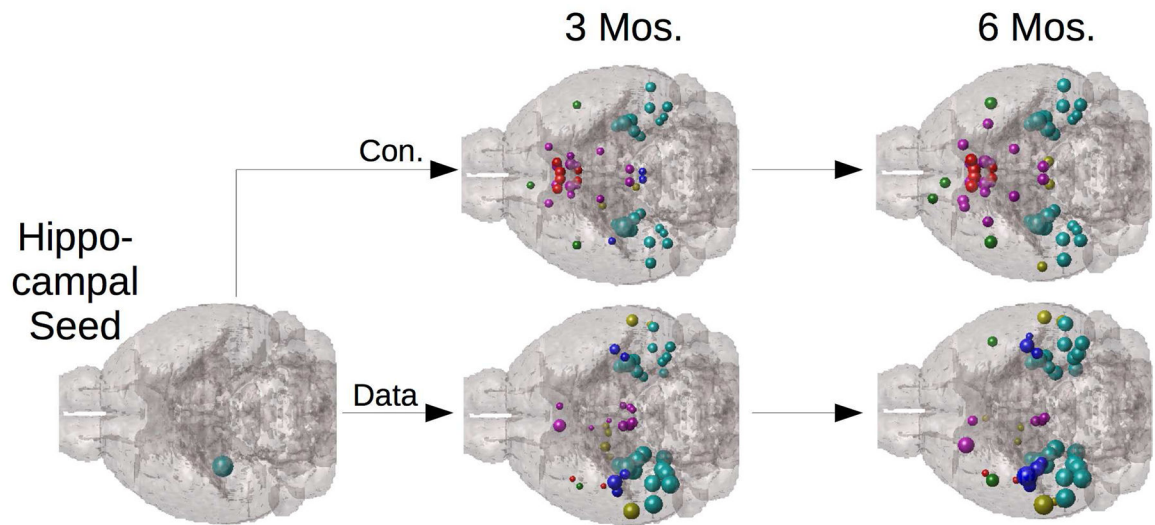 3 Mos.
6 Mos.
Con.
Hippo-
campal
Seed
Data